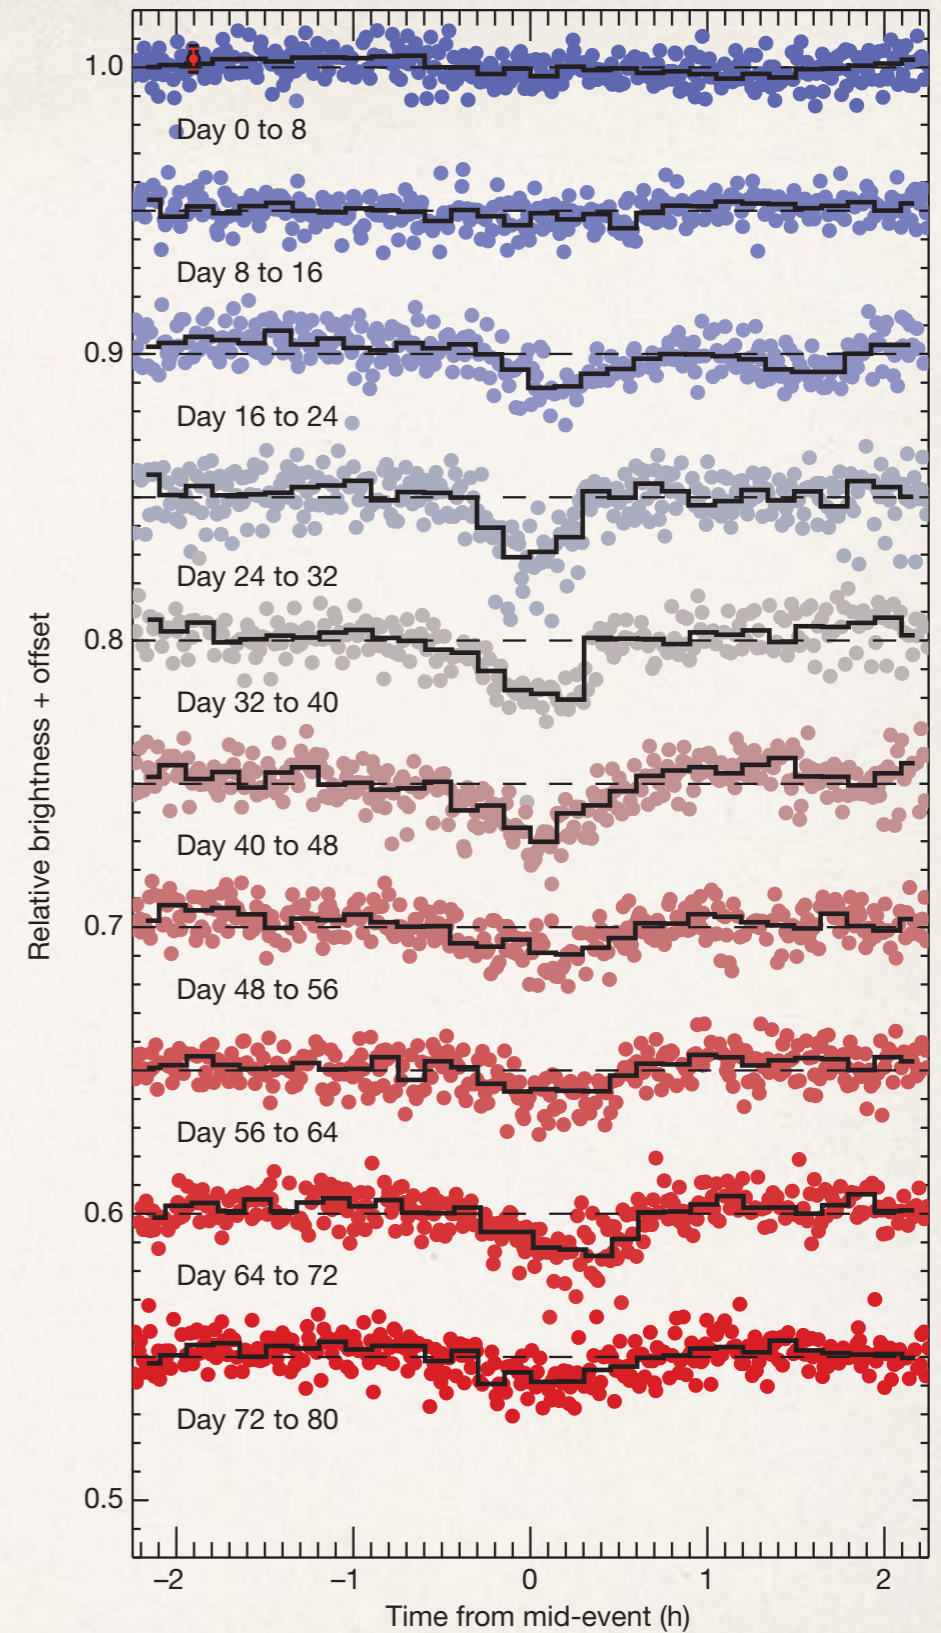 1.0
Day 0 to 8
Day 8 to 16
0.9
Day 16 to 24
Day 24 to 32
0.8
Day 32 to 40
Day 40 to 48
0.7
Day 48 to 56
Day 56 to 64
0.6
Day 64 to 72
Day 72 to 80
0.5
Relative brightness + offset
−2 −1 0 1 2
Time from mid-event (h)